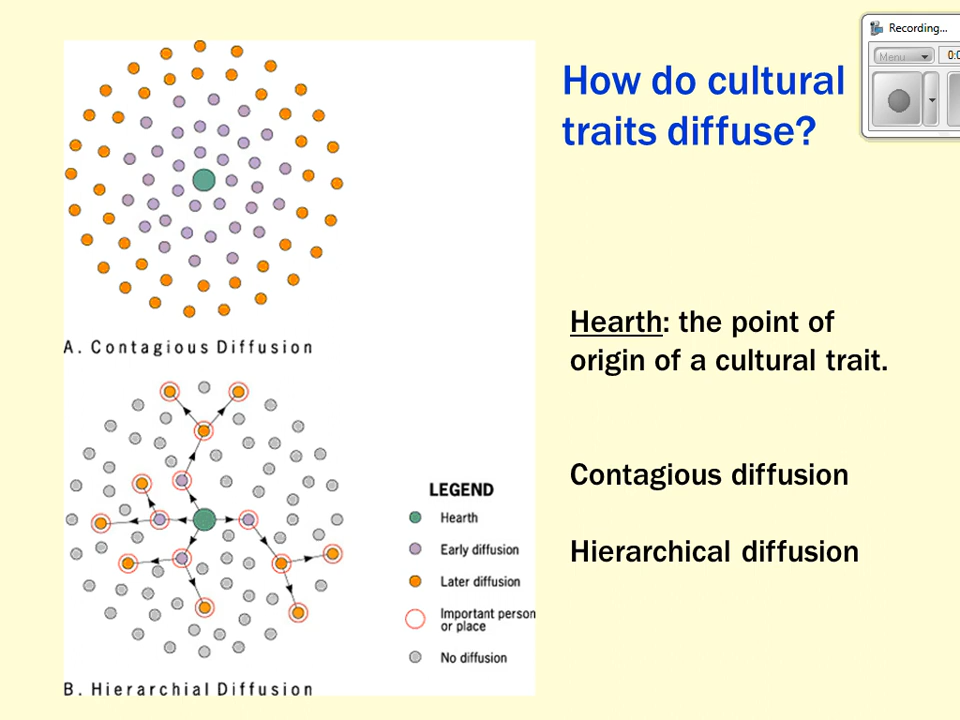 How do cultural
traits diffuse?
Recording...
Menu
Hearth: the point of
origin of a cultural trait.
Contagious diffusion
Hierarchical diffusion
A. Contagious Diffusion
LEGEND
Hearth
Early diffusion
Later diffusion
Important person
or place
No diffusion
B. Hierarchial Diffusion